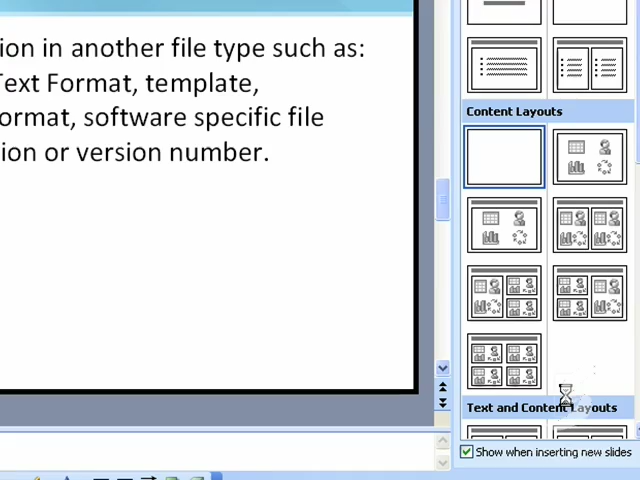 ion in another file type such as:
Text Format, template,
ormat, software specific file
ion or version number.
Content Layouts
Text and Content Layouts
Show when inserting new slides